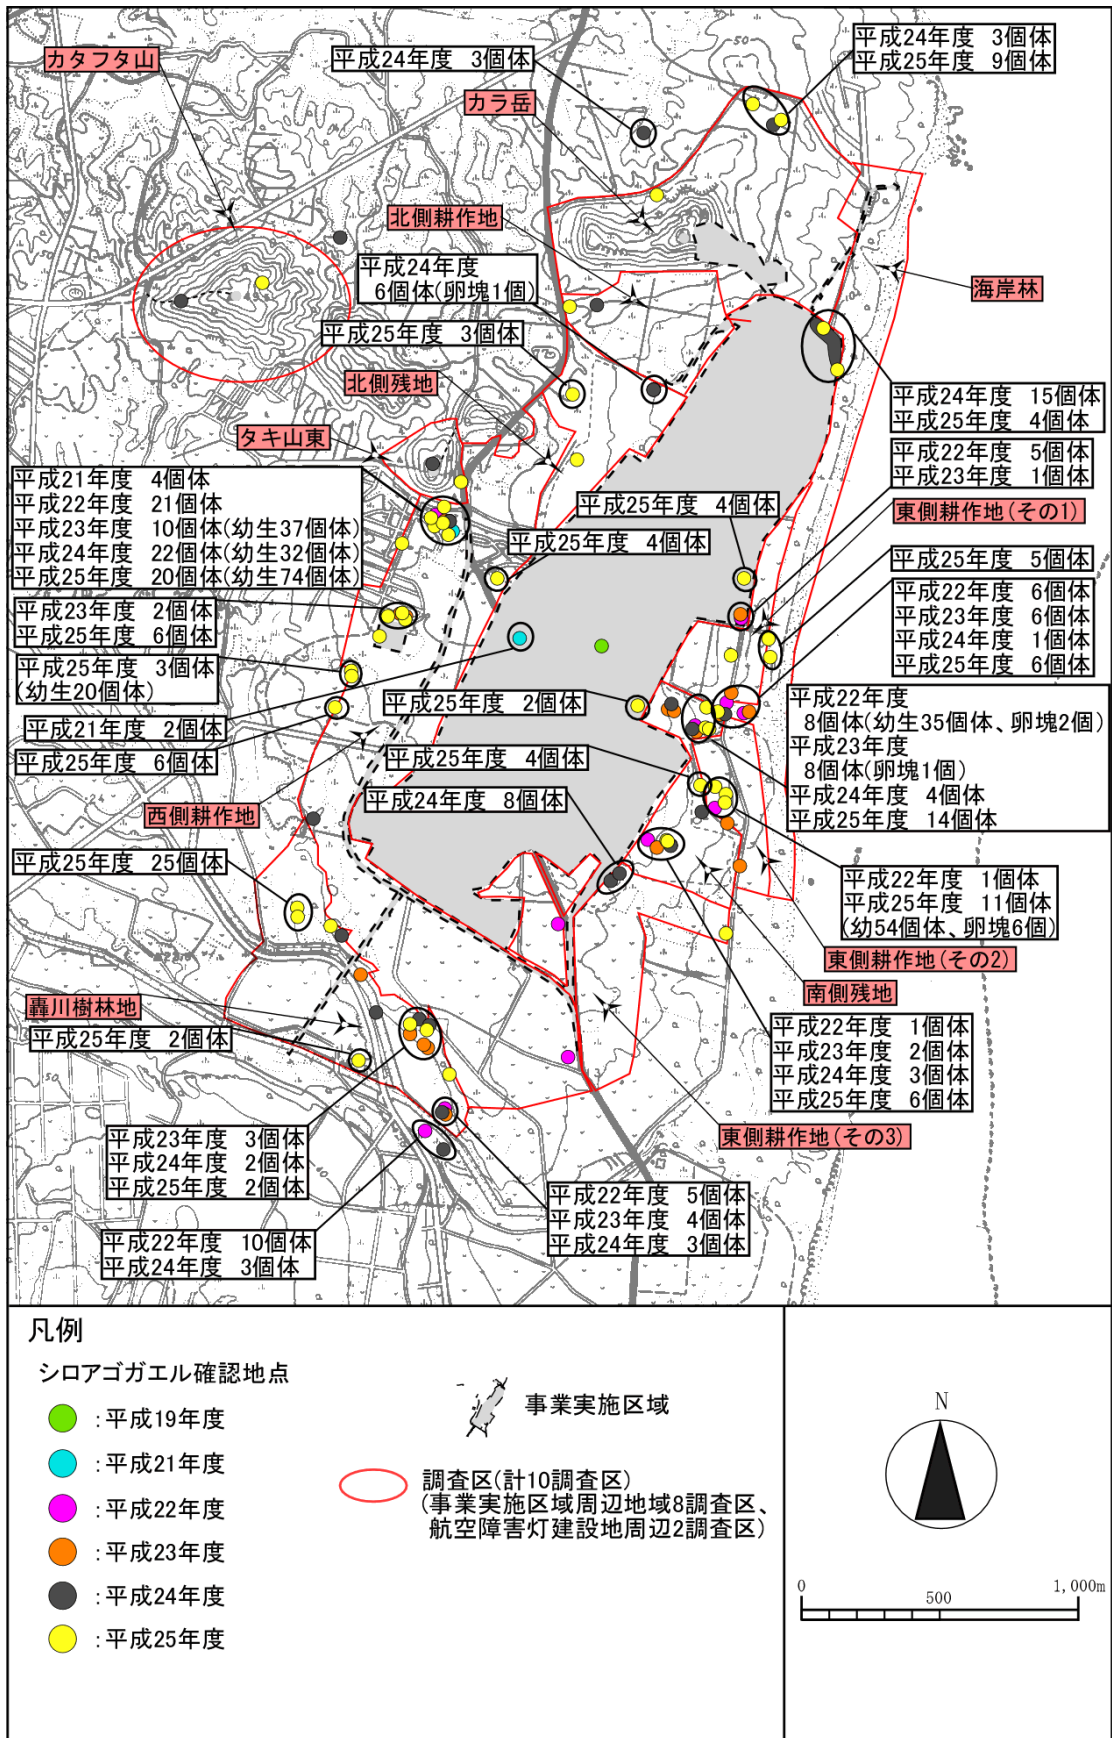 カタフタ山
平成24年度 3個体
平成24年度 3個体
平成25年度 9個体
カラ岳
北側耕作地
平成24年度
6個体(卵塊1個)
海岸林
平成25年度 3個体
北側残地
平成24年度 15個体
平成25年度 4個体
タキ山東
平成22年度 5個体
平成23年度 1個体
平成21年度 4個体
平成22年度 21個体
平成23年度 10個体(幼生37個体)
平成24年度 22個体(幼生32個体)
平成25年度 20個体(幼生74個体)
平成25年度 4個体
東側耕作地(その1)
平成25年度 4個体
平成25年度 5個体
平成22年度 6個体
平成23年度 6個体
平成24年度 1個体
平成25年度 6個体
平成23年度 2個体
平成25年度 6個体
平成25年度 3個体
(幼生20個体)
平成25年度 2個体
平成22年度
8個体(幼生35個体、卵塊2個)
平成23年度
8個体(卵塊1個)
平成24年度 4個体
平成25年度 14個体
平成21年度 2個体
平成25年度 6個体
平成25年度 4個体
平成24年度 8個体
西側耕作地
平成25年度 25個体
平成22年度 1個体
平成25年度 11個体
(幼54個体、卵塊6個)
東側耕作地(その2)
南側残地
轟川樹林地
平成25年度 2個体
平成22年度 1個体
平成23年度 2個体
平成24年度 3個体
平成25年度 6個体
東側耕作地(その3)
平成23年度 3個体
平成24年度 2個体
平成25年度 2個体
平成22年度 5個体
平成23年度 4個体
平成24年度 3個体
平成22年度 10個体
平成24年度 3個体
凡例
シロアゴガエル確認地点
:平成19年度
:平成21年度
:平成22年度
:平成23年度
:平成24年度
:平成25年度
事業実施区域
調査区(計10調査区)
(事業実施区域周辺地域8調査区、
航空障害灯建設地周辺2調査区)
N
0 500 1,000m